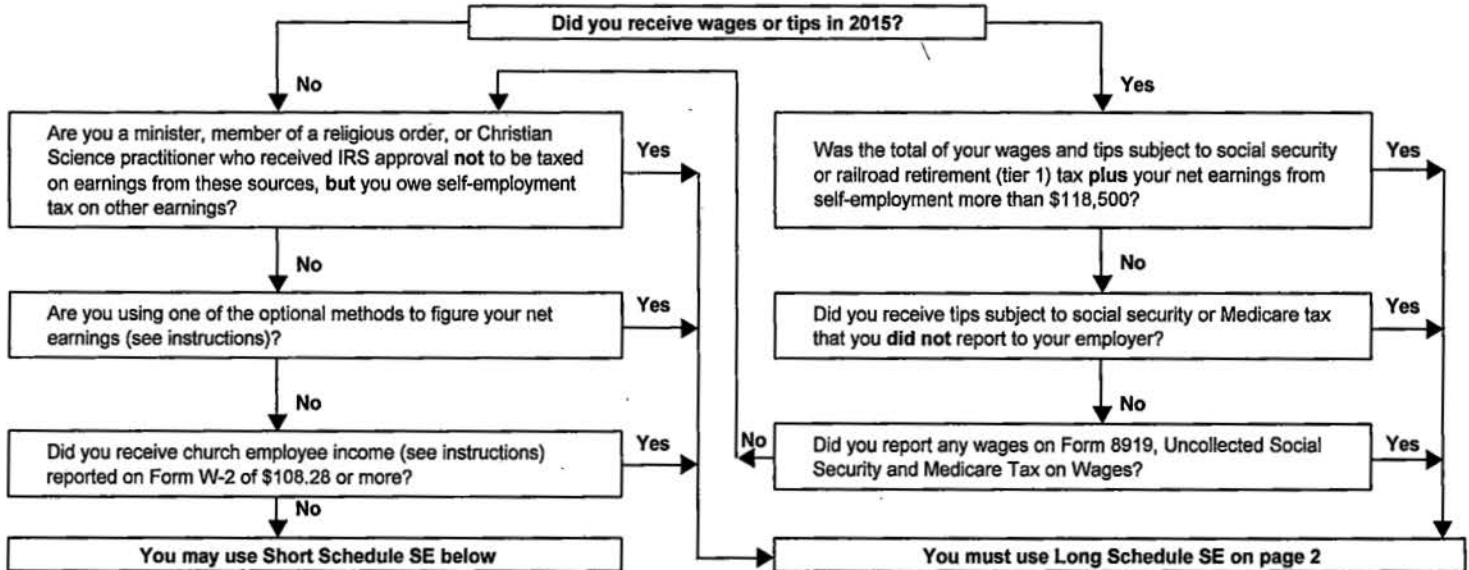 Did you receive wages or tips in 2015?
No
Yes
Are you a minister, member of a religious order, or Christian
Science practitioner who received IRS approval not to be taxed
on earnings from these sources, but you owe self-employment
tax on other earnings?
Yes
Was the total of your wages and tips subject to social security
or railroad retirement (tier 1) tax plus your net earnings from
self-employment more than $118,500?
Yes
No
No
Are you using one of the optional methods to figure your net
earnings (see instructions)?
Yes
Did you receive tips subject to social security or Medicare tax
that you did not report to your employer?
Yes
No
No
Did you receive church employee income (see instructions)
reported on Form W-2 of $108.28 or more?
Yes
No
Did you report any wages on Form 8919, Uncollected Social
Security and Medicare Tax on Wages?
Yes
No
You may use Short Schedule SE below
You must use Long Schedule SE on page 2